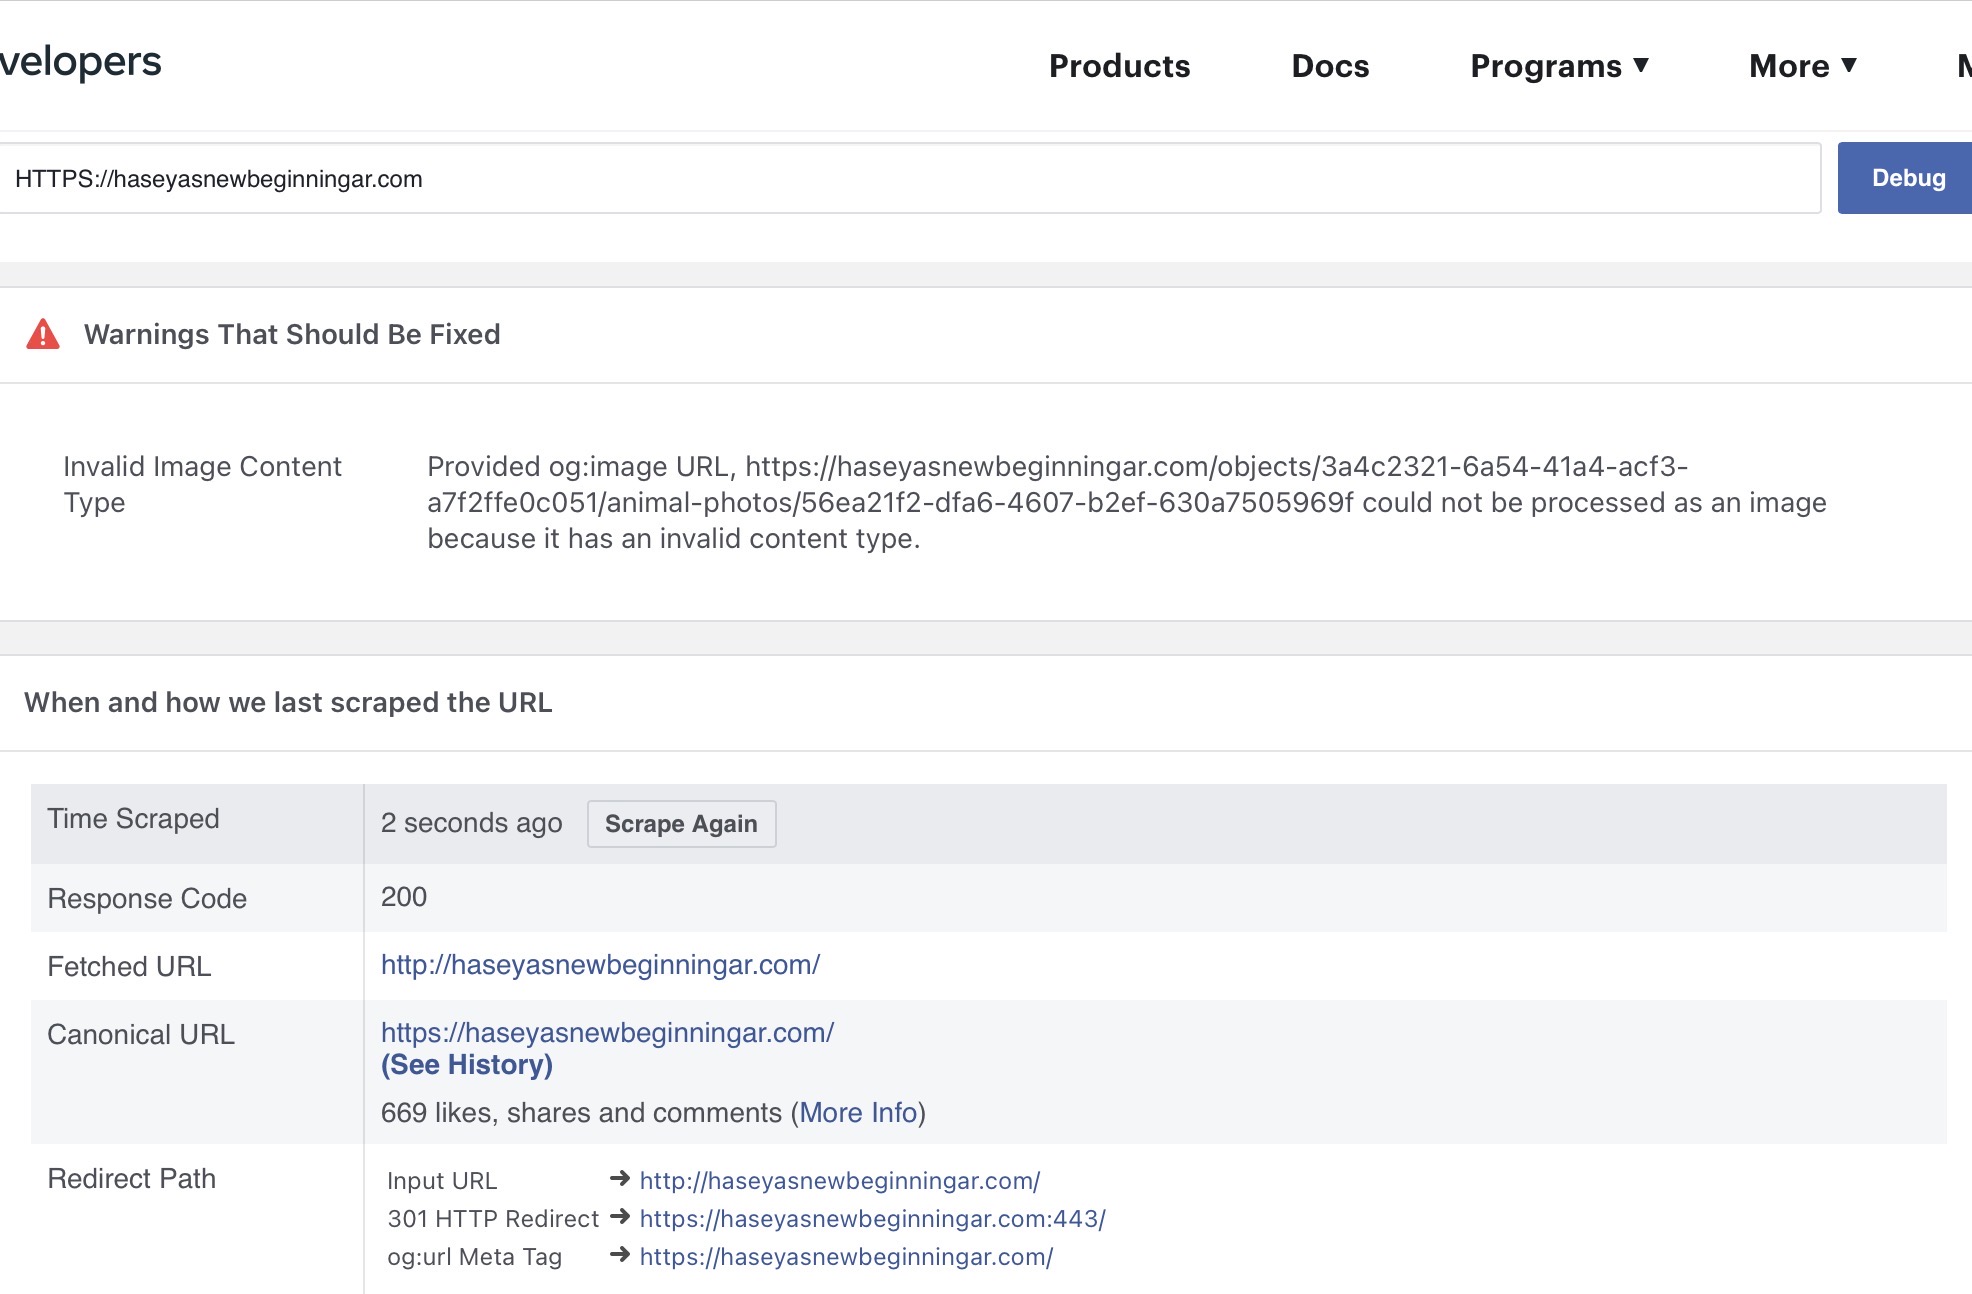 velopers
Products Docs Programs ▼ More ▼
HTTPS://haseyasnewbeginningar.com
Debug
Warnings That Should Be Fixed
Invalid Image Content
Type
Provided og:image URL, https://haseyasnewbeginningar.com/objects/3a4c2321-6a54-41a4-acf3-
a7f2ffe0c051/animal-photos/56ea21f2-dfa6-4607-b2ef-630a7505969f could not be processed as an image
because it has an invalid content type.
When and how we last scraped the URL
Time Scraped 2 seconds ago Scrape Again
Response Code 200
Fetched URL http://haseyasnewbeginningar.com/
Canonical URL https://haseyasnewbeginningar.com/
(See History)
669 likes, shares and comments (More Info)
Redirect Path Input URL ➔ http://haseyasnewbeginningar.com/
301 HTTP Redirect ➔ https://haseyasnewbeginningar.com:443/
og:url Meta Tag ➔ https://haseyasnewbeginningar.com/